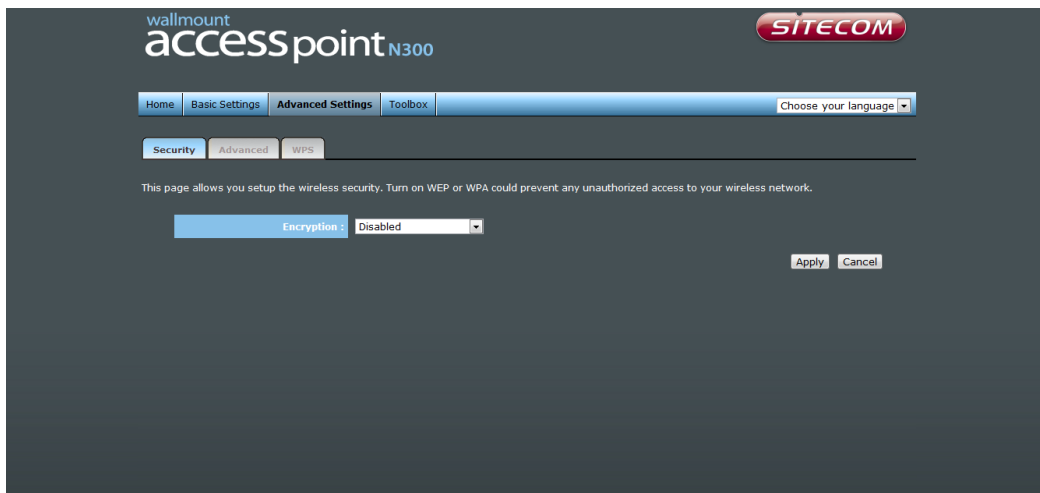 wallmount
access point N300
SITECOM
Home Basic Settings Advanced Settings Toolbox Choose your language
Security Advanced WPS
This page allows you setup the wireless security. Turn on WEP or WPA could prevent any unauthorized access to your wireless network.
Encryption : Disabled
Apply Cancel